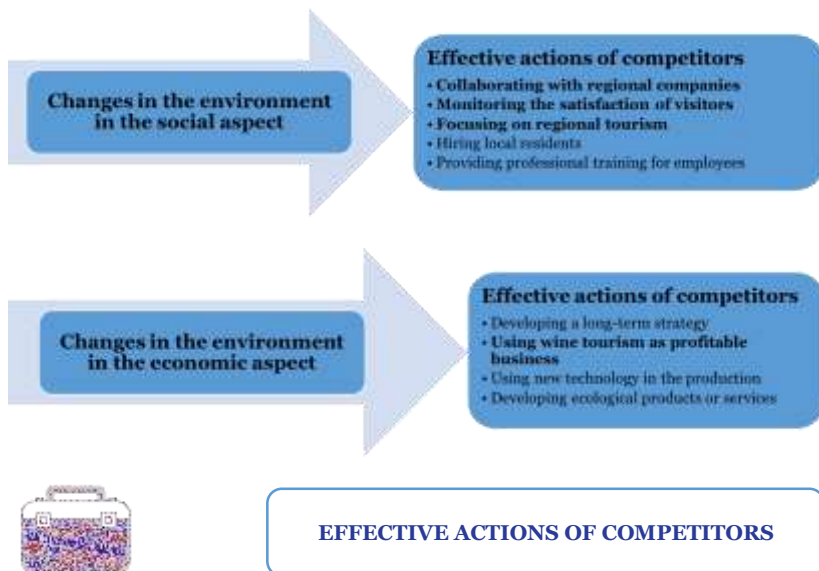 Changes in the environment
in the social aspect
Effective actions of competitors
• Collaborating with regional companies
• Monitoring the satisfaction of visitors
• Focusing on regional tourism
• Hiring local residents
• Providing professional training for employees
Changes in the environment
in the economic aspect
Effective actions of competitors
• Developing a long-term strategy
• Using wine tourism as profitable
business
• Using new technology in the production
• Developing ecological products or services
EFFECTIVE ACTIONS OF COMPETITORS